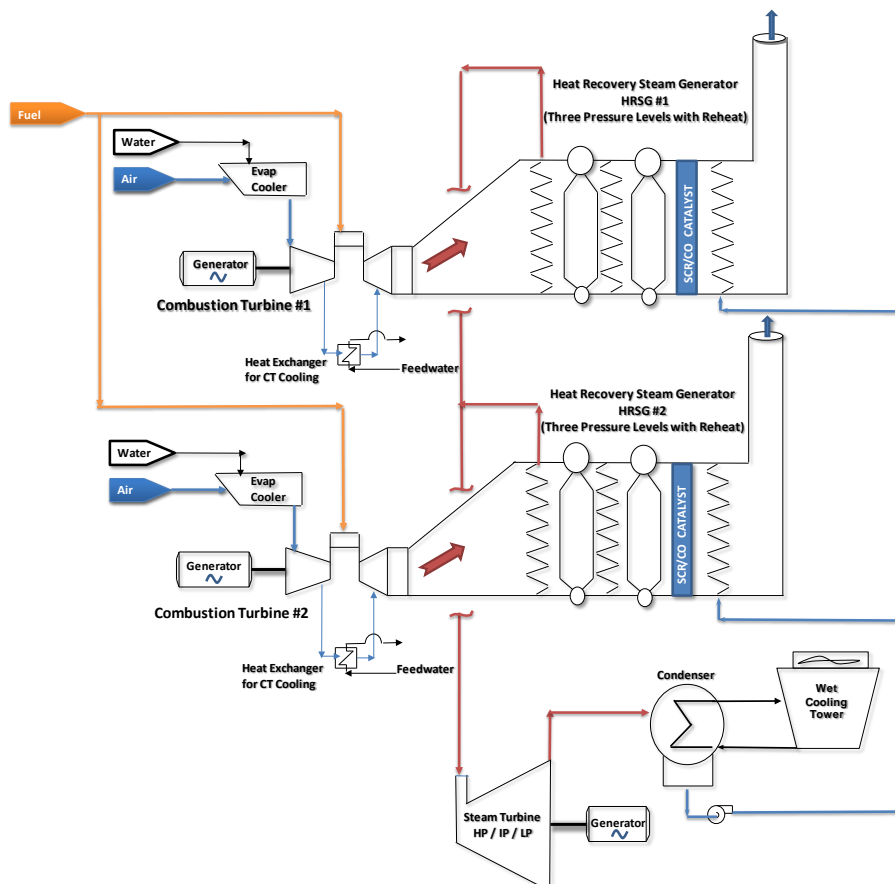 Heat Recovery Steam Generator
HRSG #1
(Three Pressure Levels with Reheat)
Fuel
Water
Evap
Cooler
Air
SCR/CO CATALYST
Generator
Combustion Turbine #1
Heat Exchanger
for CT Cooling
Feedwater
Heat Recovery Steam Generator
HRSG #2
(Three Pressure Levels with Reheat)
Water
Evap
Cooler
Air
SCR/CO CATALYST
Generator
Combustion Turbine #2
Heat Exchanger
for CT Cooling
Feedwater
Condenser
Wet
Cooling
Tower
Steam Turbine
HP / IP / LP
Generator